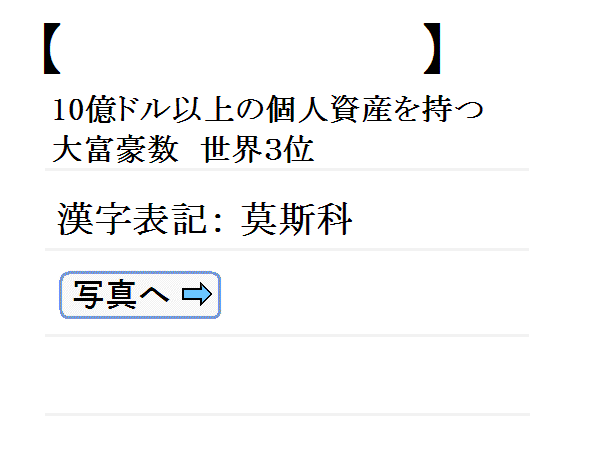 【　　　　　　　　　】
10億ドル以上の個人資産を持つ
大富豪数　世界３位
漢字表記： 莫斯科
写真へ ⇨